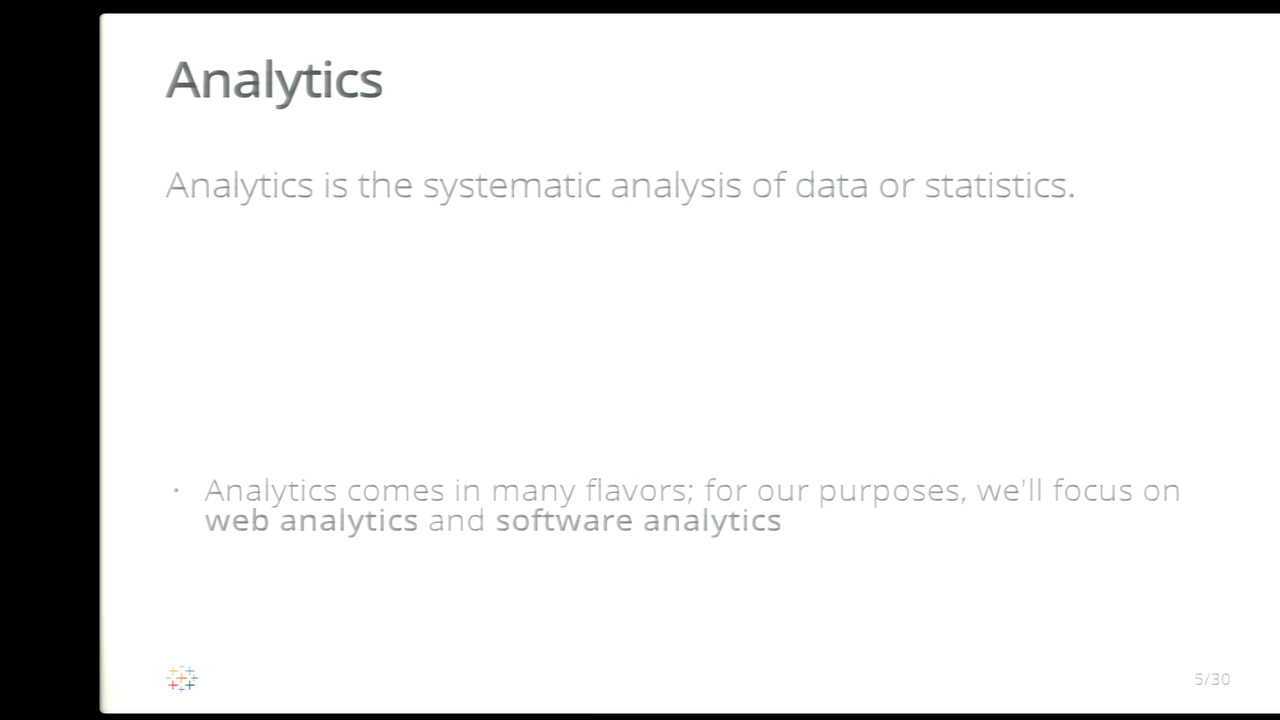 Analytics
Analytics is the systematic analysis of data or statistics.
· Analytics comes in many flavors; for our purposes, we'll focus on
web analytics and software analytics
5/30